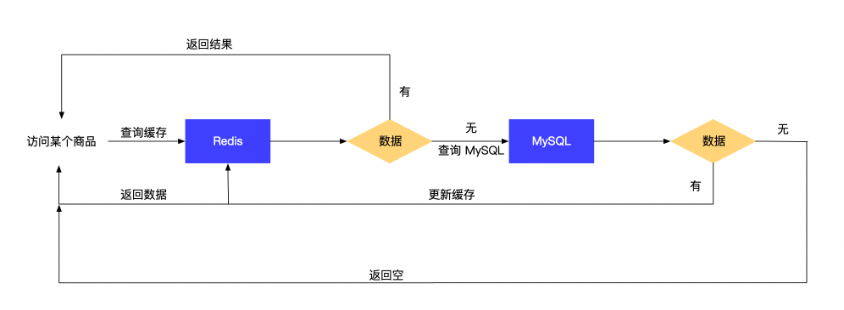 返回结果
有
访问某个商品
查询缓存
Redis
数据
无
查询 MySQL
MySQL
数据
无
有
返回数据
更新缓存
返回空